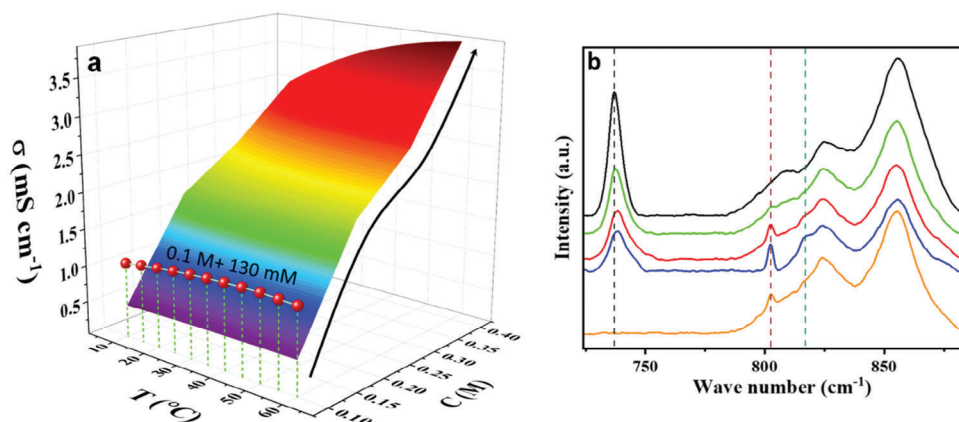 a
3.5
3.0
2.5
2.0
1.5
1.0
0.5
σ (mS cm⁻¹)
0.1 M+ 130 mM
10
20
30
40
50
60
T (°C)
0.10
0.15
0.20
0.25
0.30
0.35
0.40
C (M)
b
Intensity (a.u.)
750
800
850
Wave number (cm⁻¹)